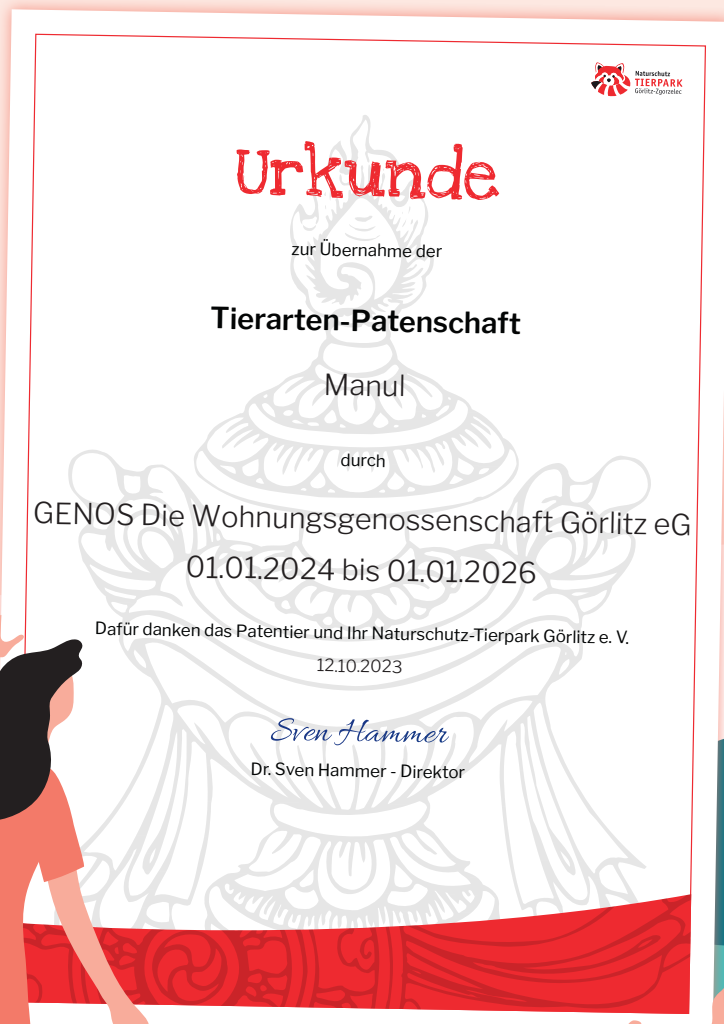 Naturschutz
TIERPARK
Görlitz-Zgorzelec
Urkunde
zur Übernahme der
Tierarten-Patenschaft
Manul
durch
GENOS Die Wohnungsgenossenschaft Görlitz eG
01.01.2024 bis 01.01.2026
Dafür danken das Patentier und Ihr Naturschutz-Tierpark Görlitz e. V.
12.10.2023
Sven Hammer
Dr. Sven Hammer - Direktor